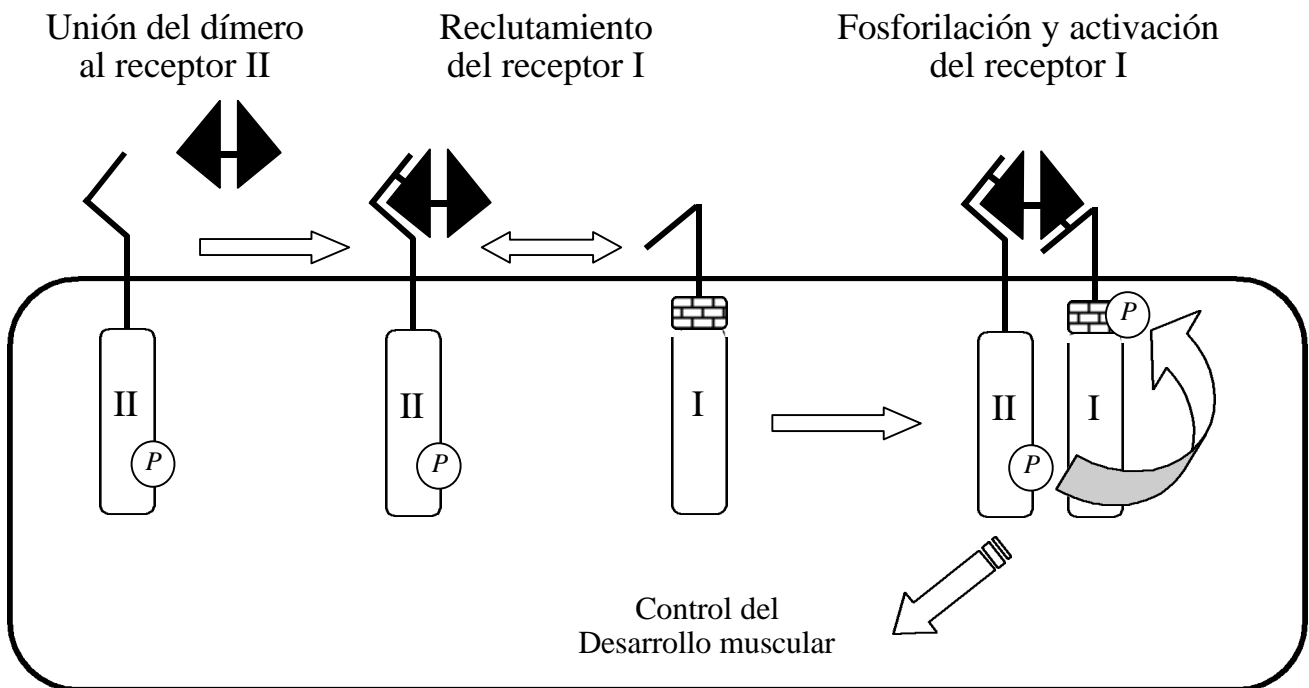 Unión del dímero
al receptor II
Reclutamiento
del receptor I
Fosforilación y activación
del receptor I
II
P
II
P
I
II
P
I
P
Control del
Desarrollo muscular